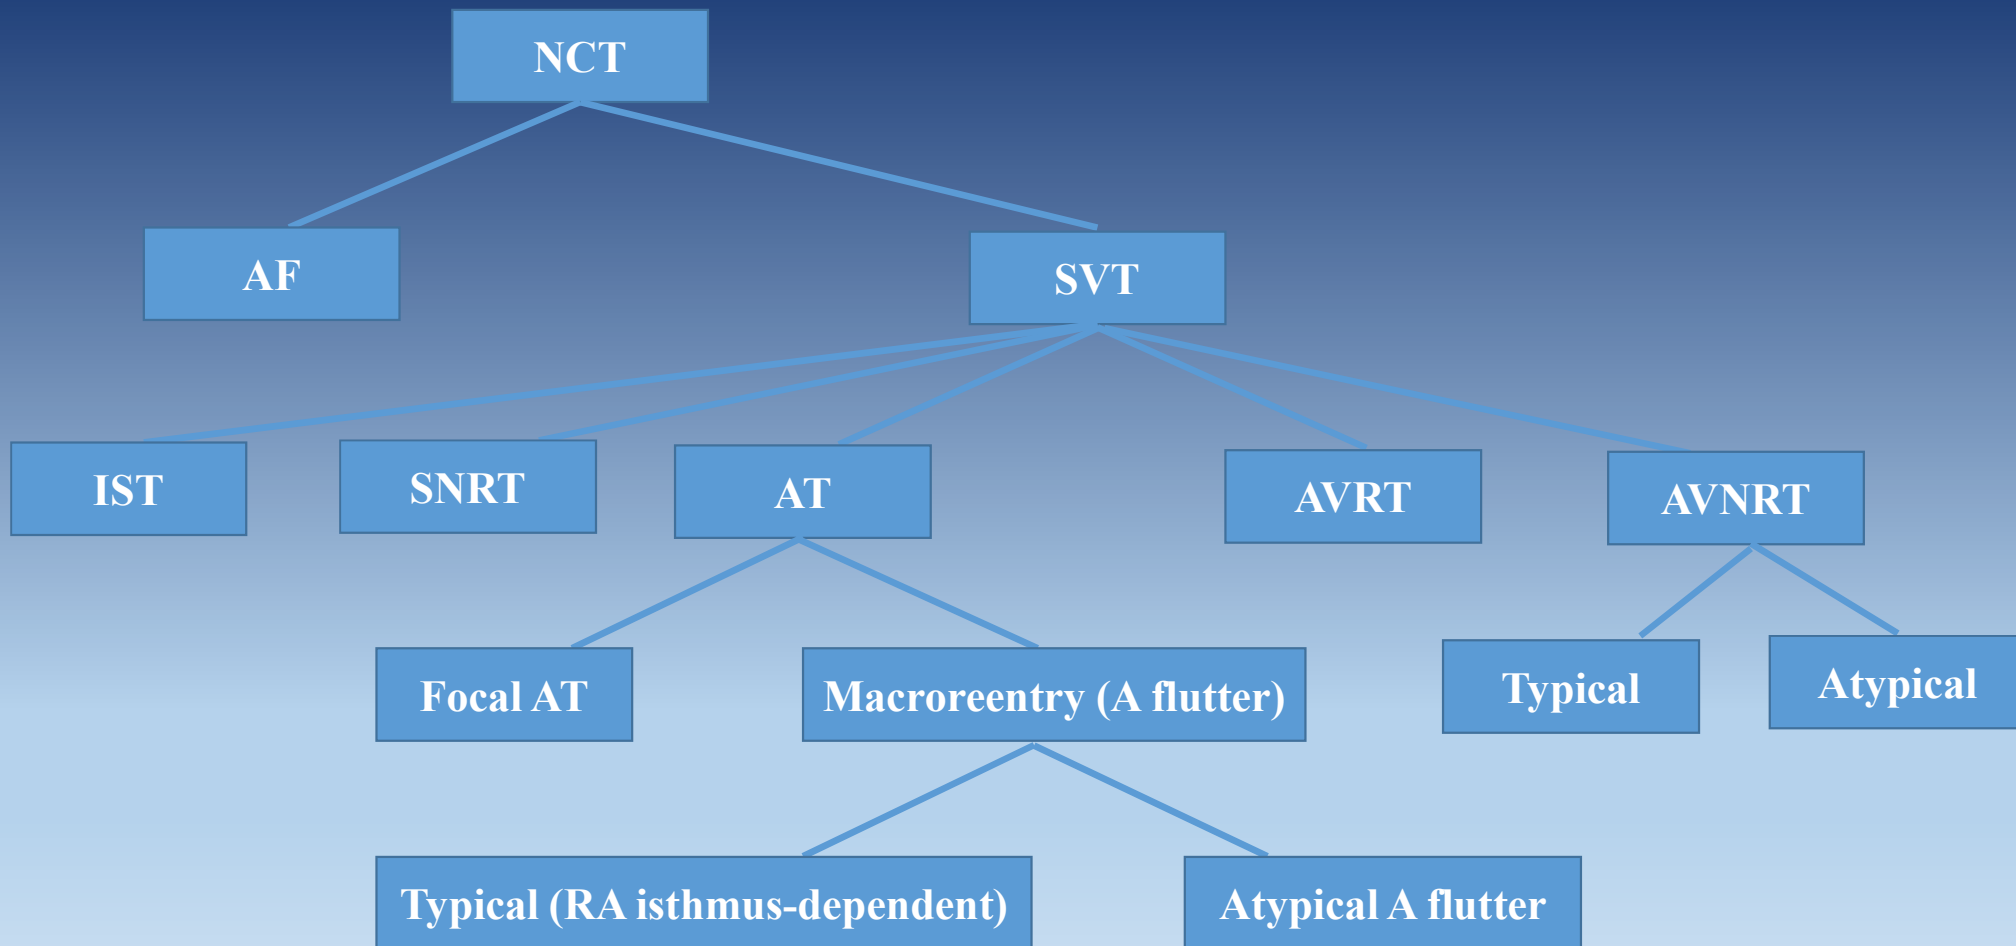 NCT
AF
SVT
IST
SNRT
AT
AVRT
AVNRT
Focal AT
Macroreentry (A flutter)
Typical
Atypical
Typical (RA isthmus-dependent)
Atypical A flutter